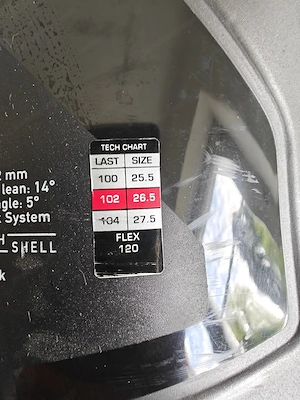 TECH CHART
LAST SIZE
100 25.5
102 26.5
104 27.5
FLEX
120
mm
lean: 14°
gle: 5°
t System
SHELL
k